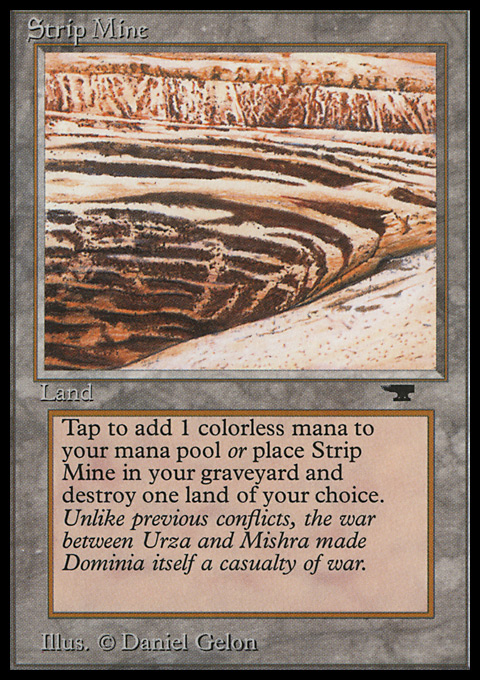 Strip Mine
Land
Tap to add 1 colorless mana to
your mana pool or place Strip
Mine in your graveyard and
destroy one land of your choice.
Unlike previous conflicts, the war
between Urza and Mishra made
Dominia itself a casualty of war.
Illus. © Daniel Gelon